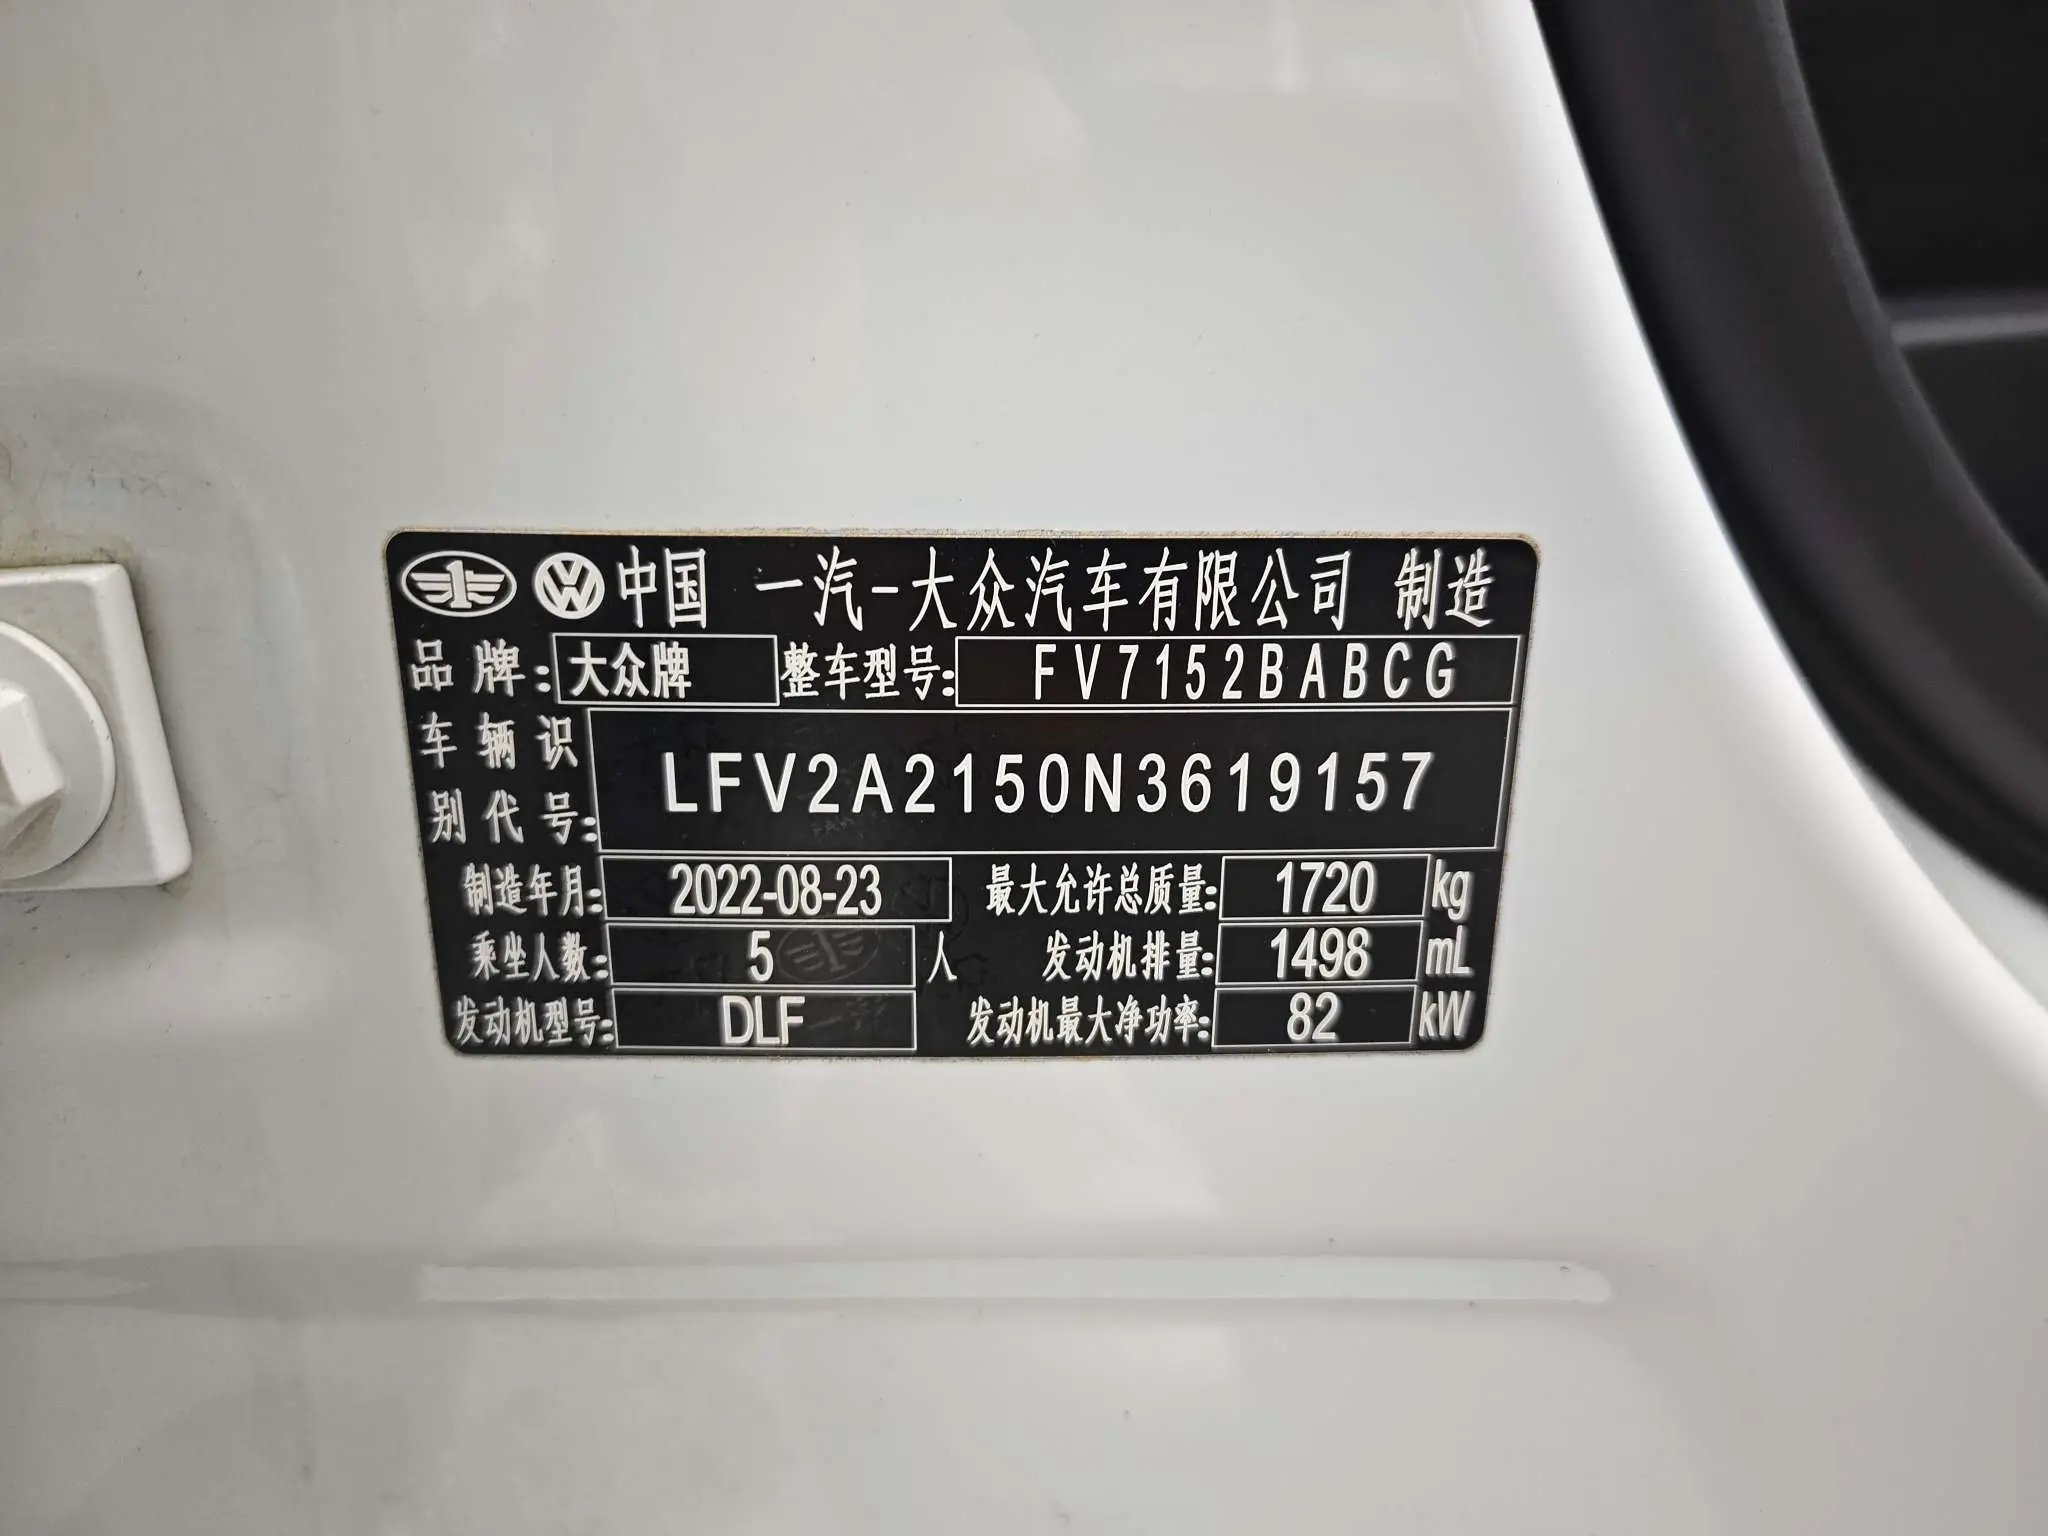 中国 一汽-大众汽车有限公司 制造
品牌: 大众牌 整车型号: FV7152BABCG
车辆识别代号: LFV2A2150N3619157
制造年月: 2022-08-23 最大允许总质量: 1720 kg
乘坐人数: 5 人 发动机排量: 1498 mL
发动机型号: DLF 发动机最大净功率: 82 kW